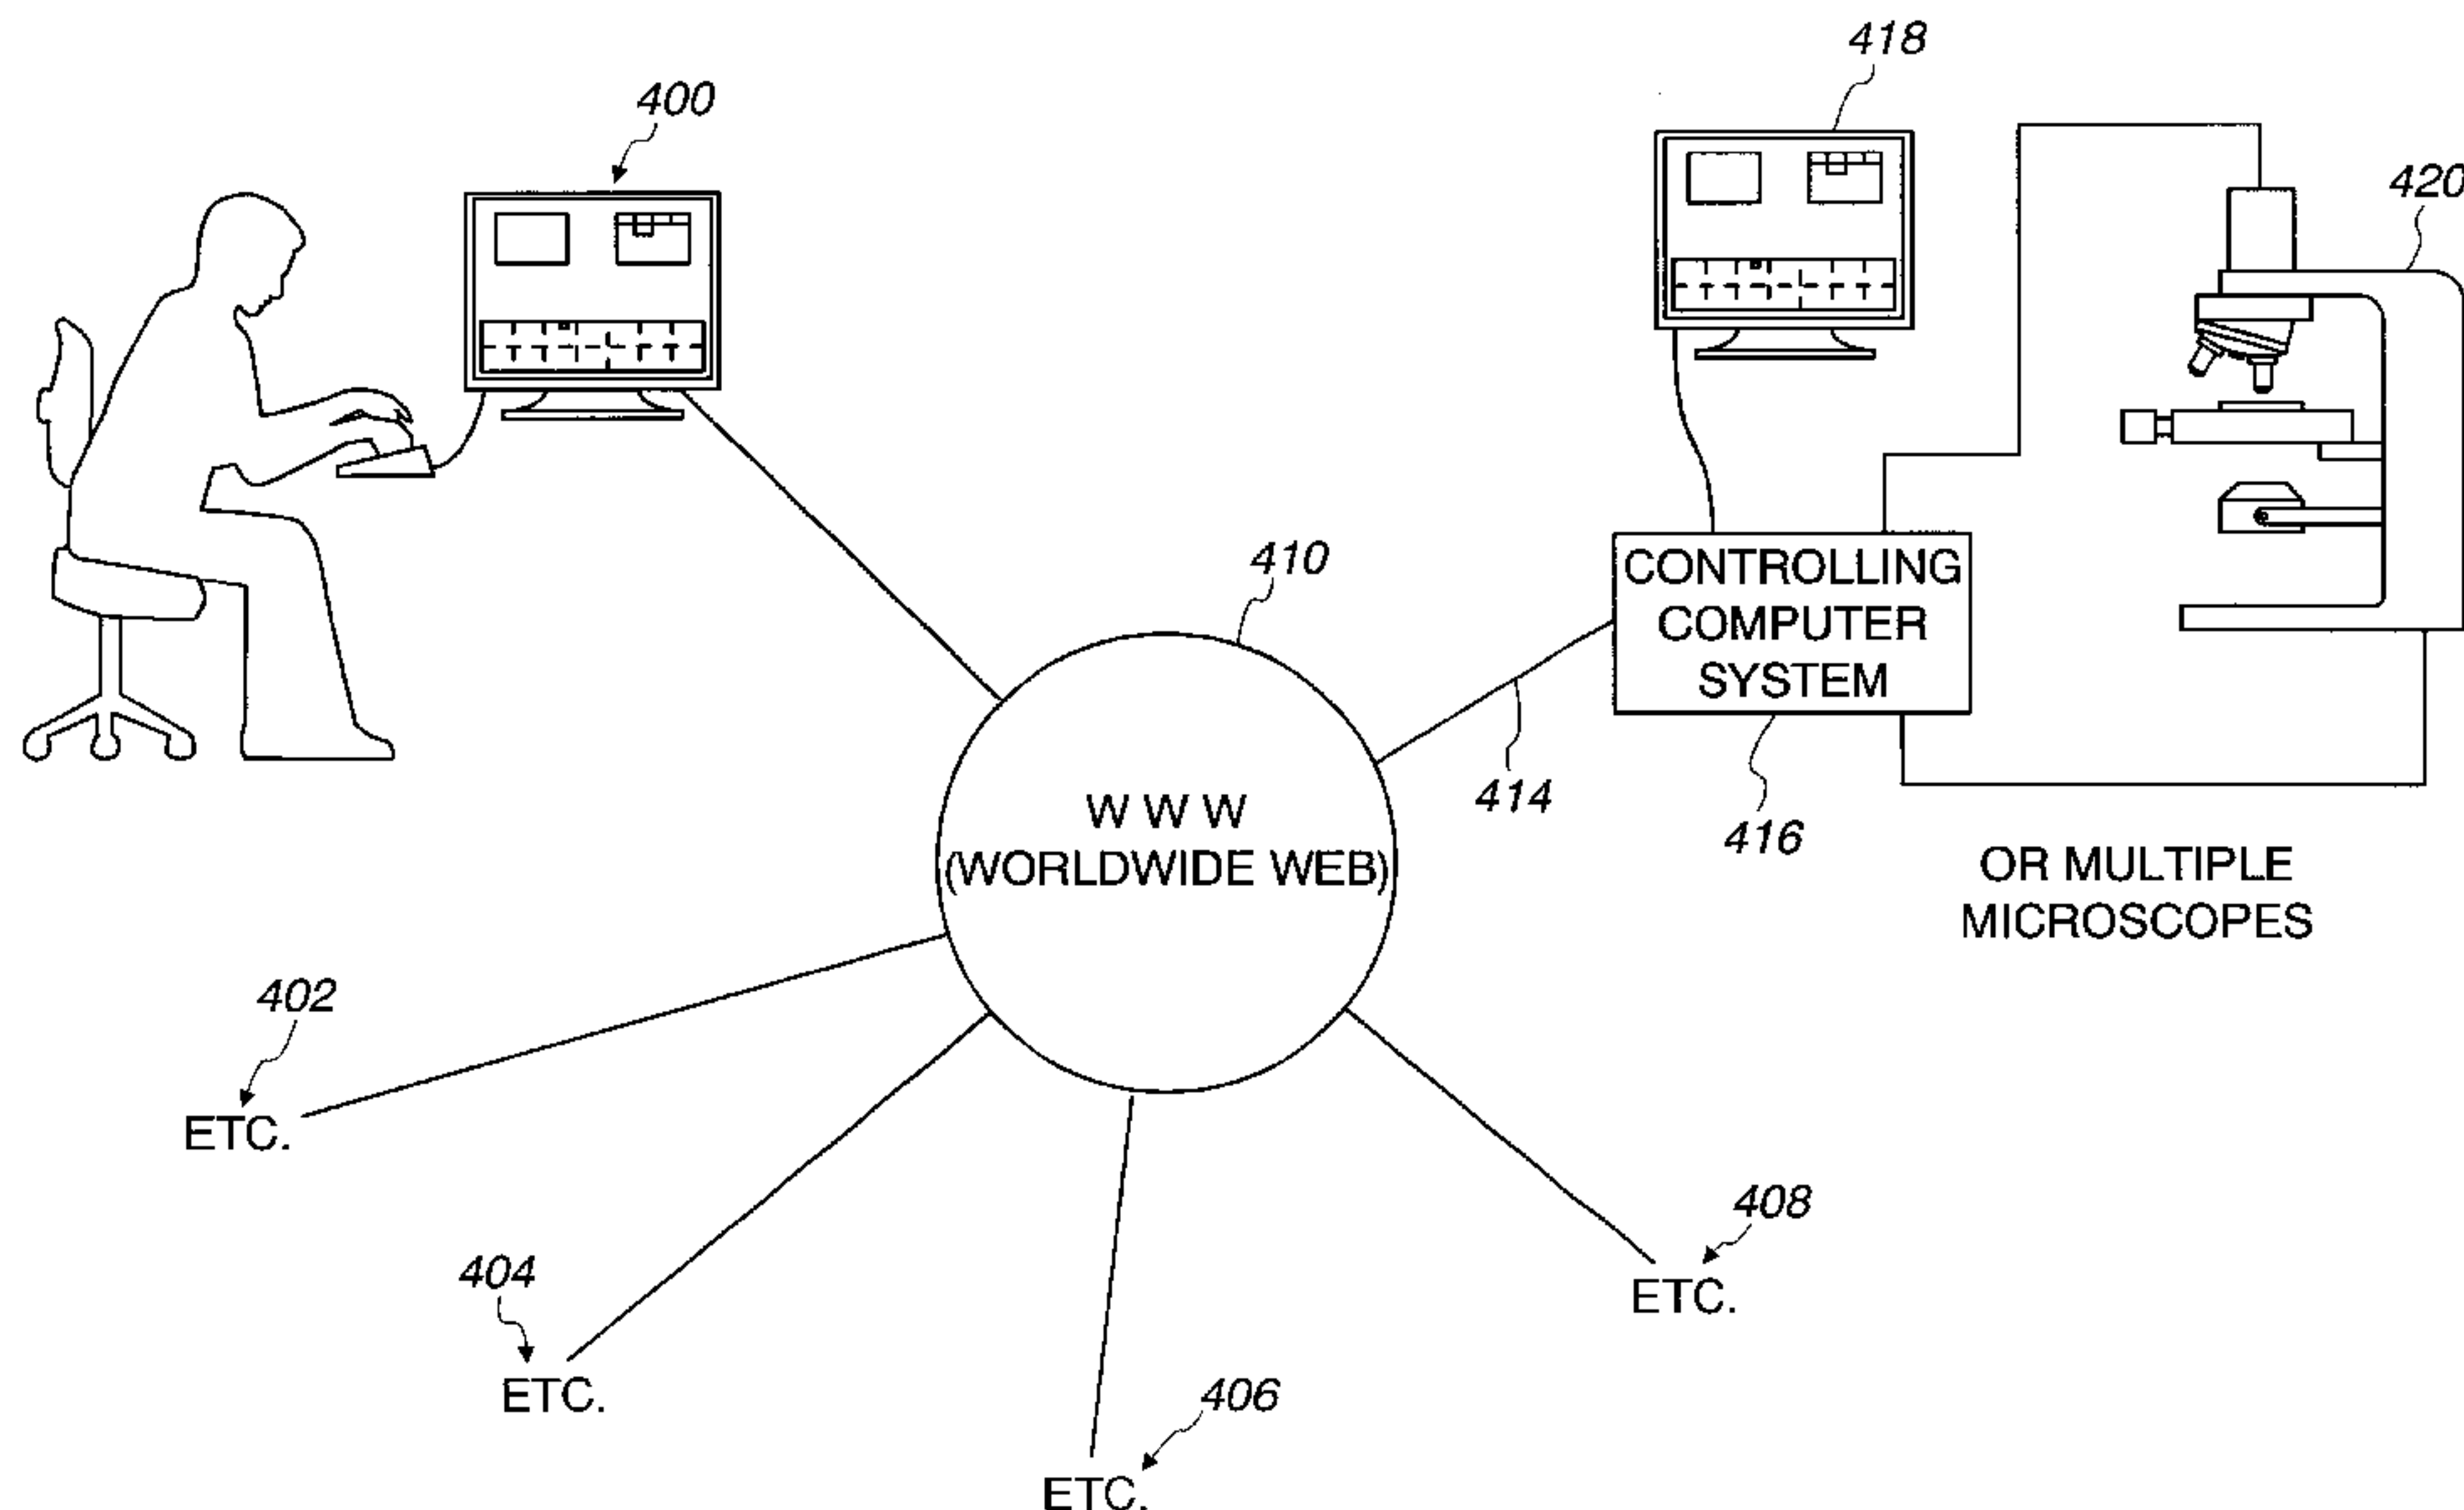 418
400
420
410
CONTROLLING
COMPUTER
SYSTEM
414
416
W W W
(WORLDWIDE WEB)
OR MULTIPLE
MICROSCOPES
402
ETC.
408
404
ETC.
ETC.
406
ETC.